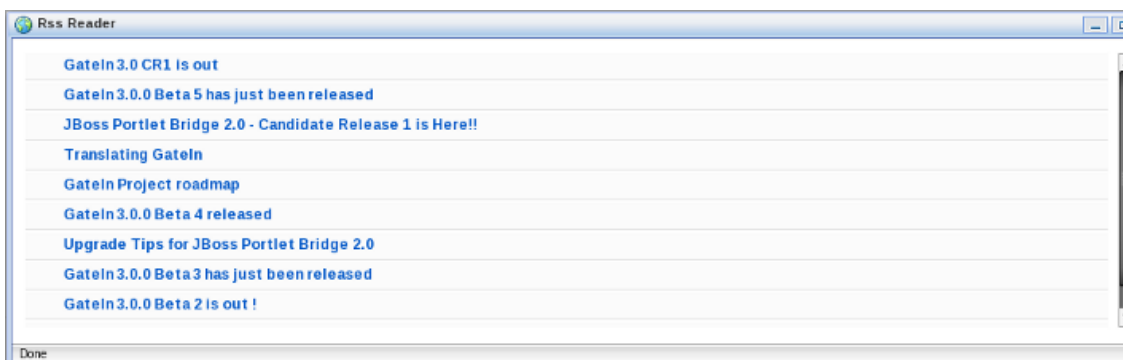 Rss Reader
GateIn 3.0 CR1 is out
GateIn 3.0.0 Beta 5 has just been released
JBoss Portlet Bridge 2.0 - Candidate Release 1 is Here!!
Translating GateIn
GateIn Project roadmap
GateIn 3.0.0 Beta 4 released
Upgrade Tips for JBoss Portlet Bridge 2.0
GateIn 3.0.0 Beta 3 has just been released
GateIn 3.0.0 Beta 2 is out !
Done